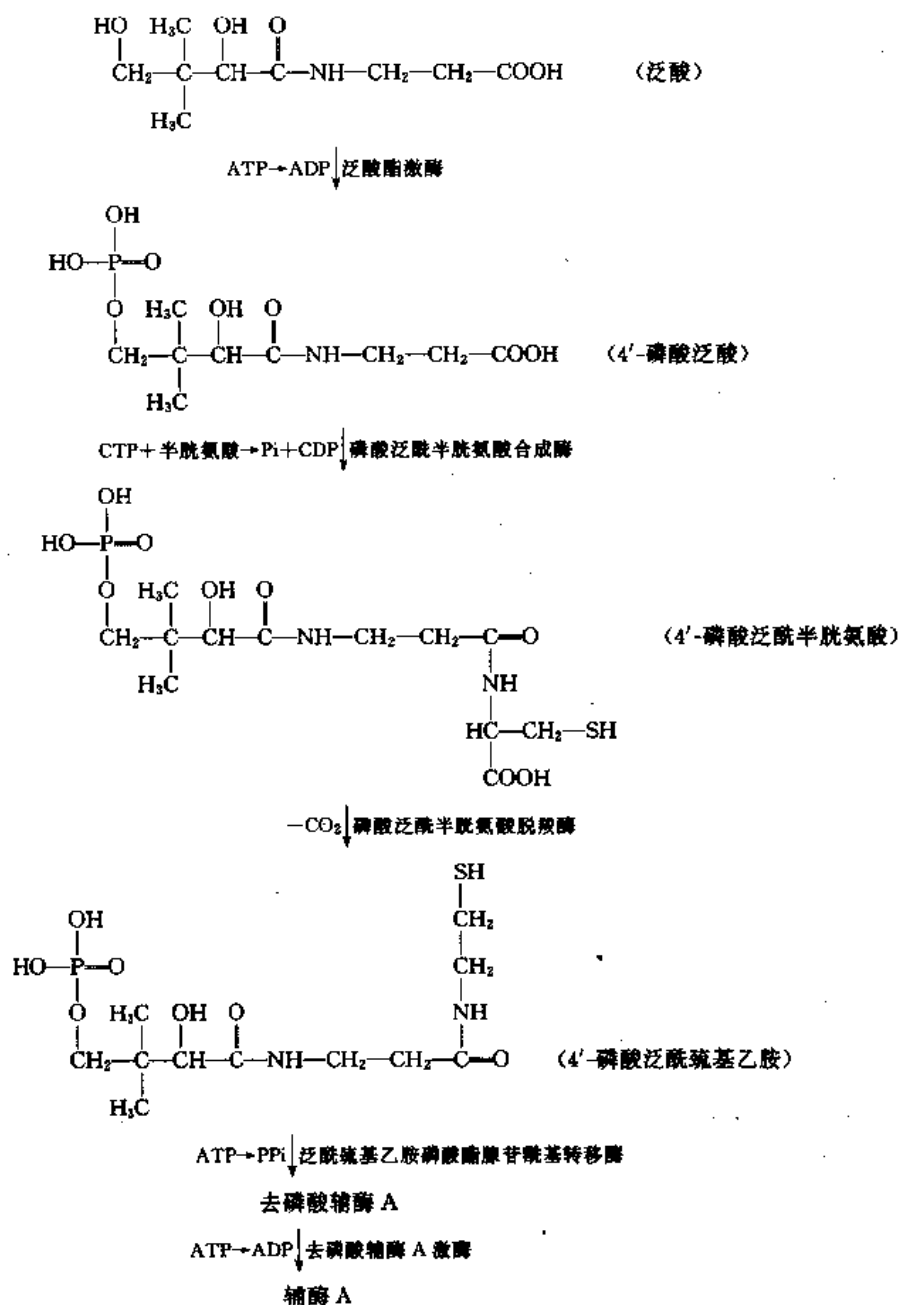 HO H₃C OH O
CH₂—C—CH—C—NH—CH₂—CH₂—COOH （泛酸）
H₃C
ATP→ADP 泛酸酯激酶
OH
HO—P=O
O H₃C OH O
CH₂—C—CH—C—NH—CH₂—CH₂—COOH （4′-磷酸泛酸）
H₃C
CTP+半胱氨酸→Pi+CDP 磷酸泛酰半胱氨酸合成酶
OH
HO—P=O
O H₃C OH O
CH₂—C—CH—C—NH—CH₂—CH₂—C=O （4′-磷酸泛酰半胱氨酸）
H₃C NH
HC—CH₂—SH
COOH
—CO₂ 磷酸泛酰半胱氨酸脱羧酶
SH
OH CH₂
HO—P=O CH₂
O H₃C OH O NH
CH₂—C—CH—C—NH—CH₂—CH₂—C=O （4′-磷酸泛酰巯基乙胺）
H₃C
ATP→PPi 泛酰巯基乙胺磷酸酯腺苷酰基转移酶
去磷酸辅酶 A
ATP→ADP 去磷酸辅酶 A 激酶
辅酶 A